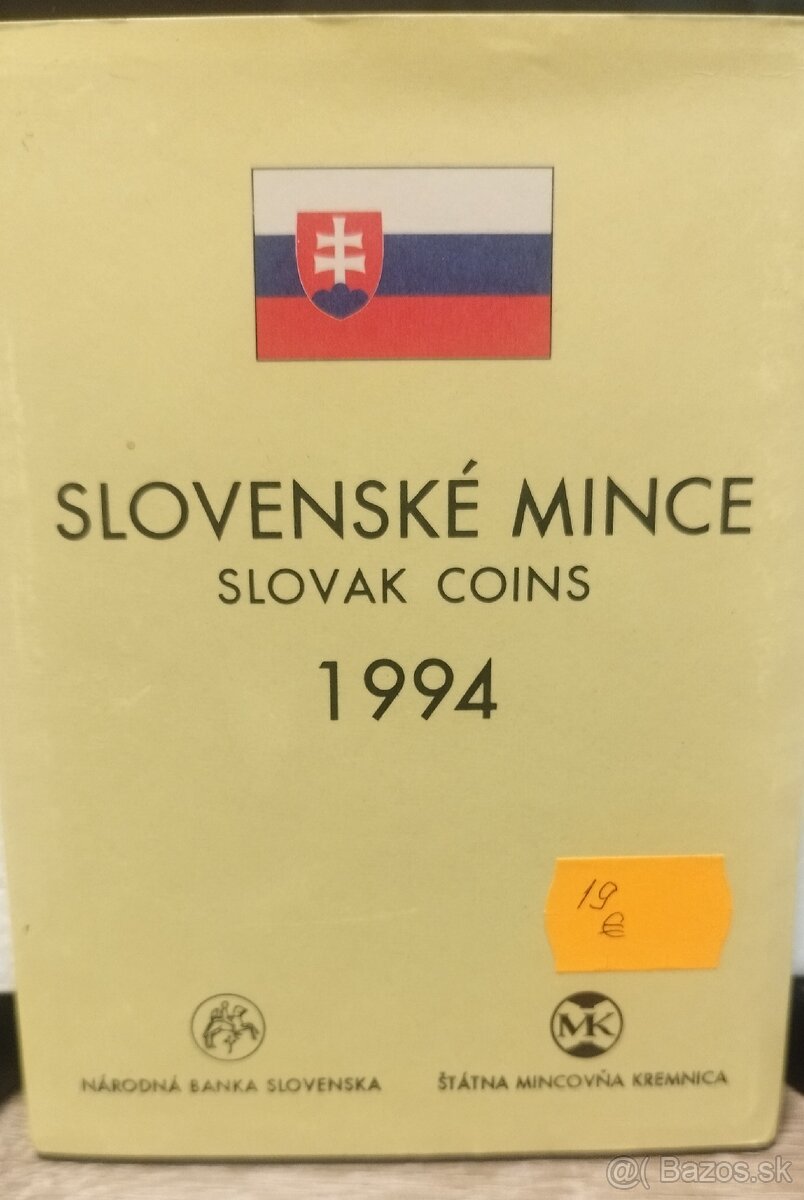 SLOVENSKÉ MINCE
SLOVAK COINS
1994
19
€
MK
NÁRODNÁ BANKA SLOVENSKA
ŠTÁTNA MINCOVŇA KREMNICA
@( Bazos.sk